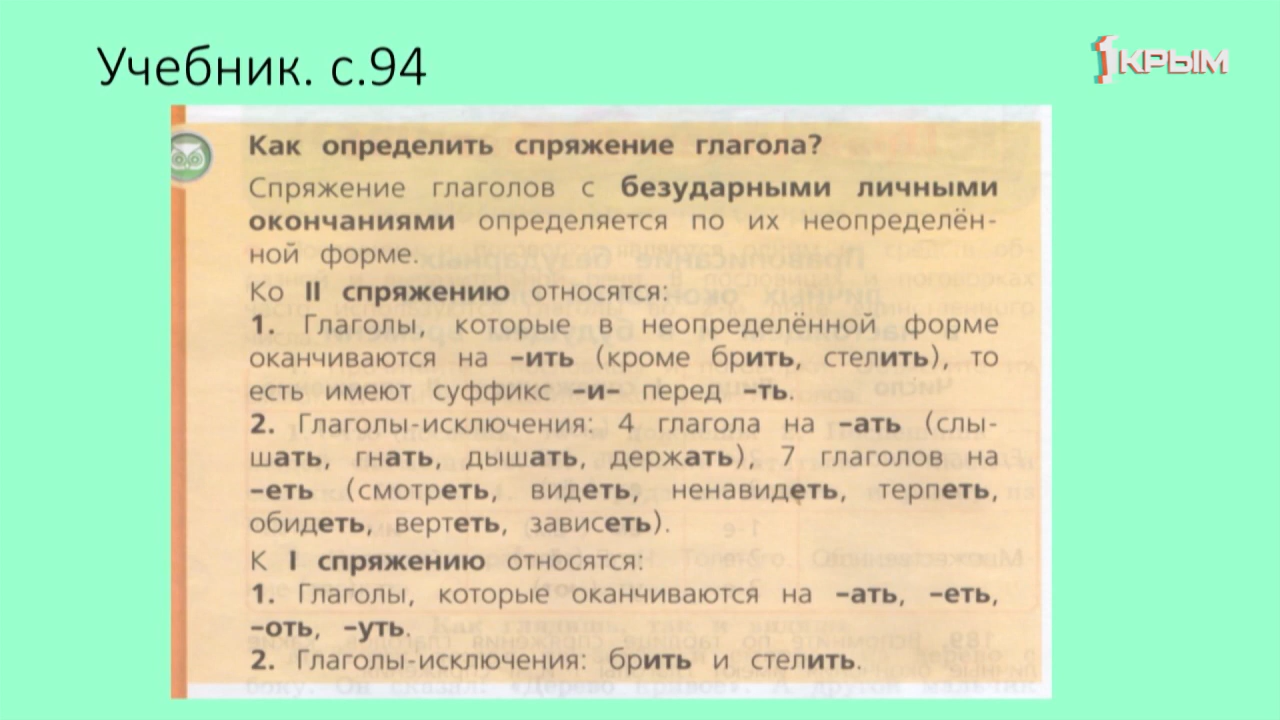 Учебник. с.94
1КРЫМ
Как определить спряжение глагола?
Спряжение глаголов с безударными личными
окончаниями определяется по их неопределён-
ной форме.
Ко II спряжению относятся:
1. Глаголы, которые в неопределённой форме
оканчиваются на –ить (кроме брить, стелить), то
есть имеют суффикс –и– перед –ть.
2. Глаголы-исключения: 4 глагола на –ать (слы-
шать, гнать, дышать, держать), 7 глаголов на
–еть (смотреть, видеть, ненавидеть, терпеть,
обидеть, вертеть, зависеть).
К I спряжению относятся:
1. Глаголы, которые оканчиваются на –ать, –еть,
–оть, –уть.
2. Глаголы-исключения: брить и стелить.